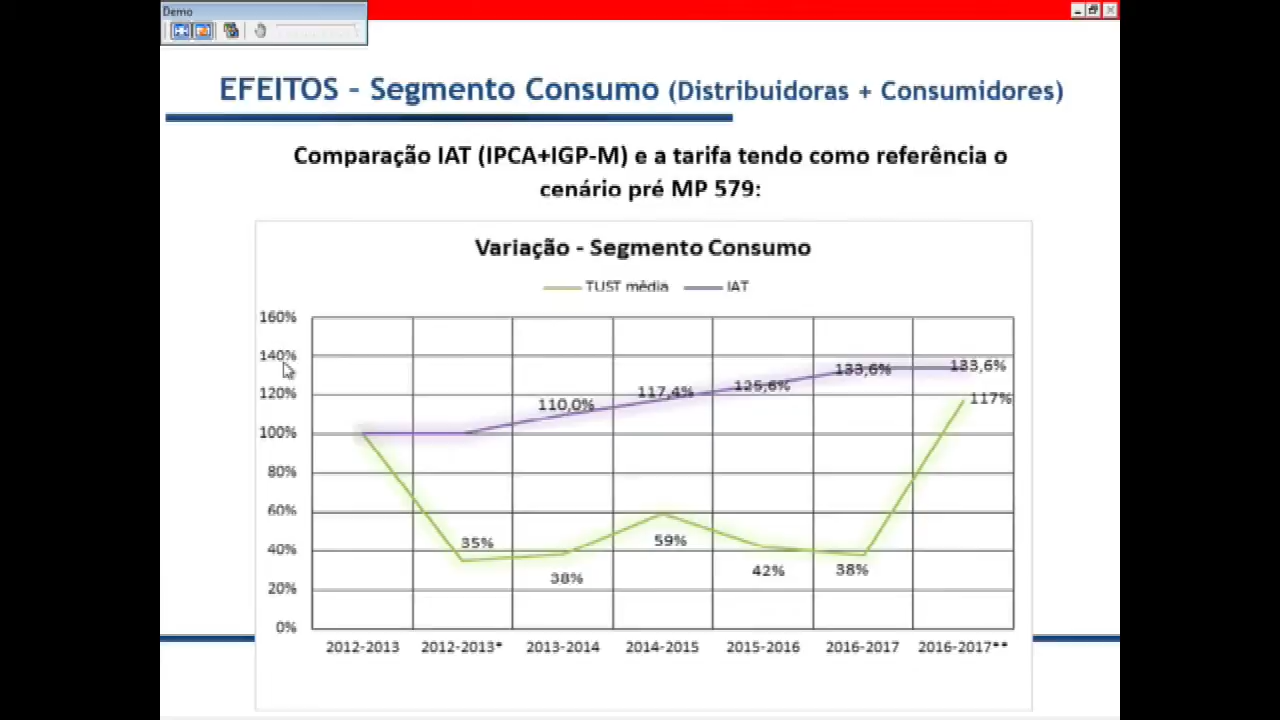 Demo
EFEITOS - Segmento Consumo (Distribuidoras + Consumidores)
Comparação IAT (IPCA+IGP-M) e a tarifa tendo como referência o
cenário pré MP 579:
Variação - Segmento Consumo
TUST média IAT
160%
140%
120%
100%
80%
60%
40%
20%
0%
110,0%
117,4%
125,6%
133,6%
133,6%
117%
35%
38%
59%
42%
38%
2012-2013 2012-2013* 2013-2014 2014-2015 2015-2016 2016-2017 2016-2017**